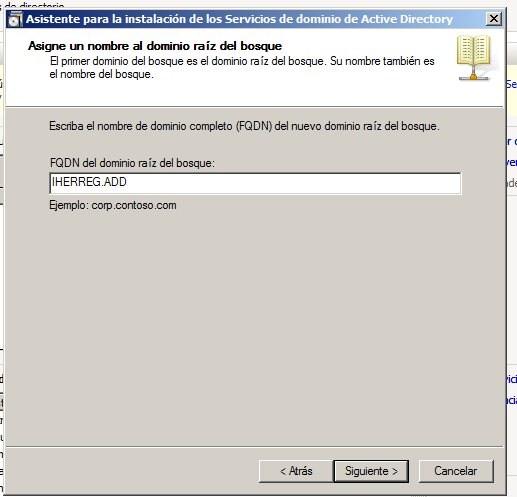 de directorio
Asistente para la instalación de los Servicios de dominio de Active Directory
Asigne un nombre al dominio raíz del bosque
El primer dominio del bosque es el dominio raíz del bosque. Su nombre también es
el nombre del bosque.
Escriba el nombre de dominio completo (FQDN) del nuevo dominio raíz del bosque.
FQDN del dominio raíz del bosque:
IHERREG.ADD
Ejemplo: corp.contoso.com
< Atrás
Siguiente >
Cancelar